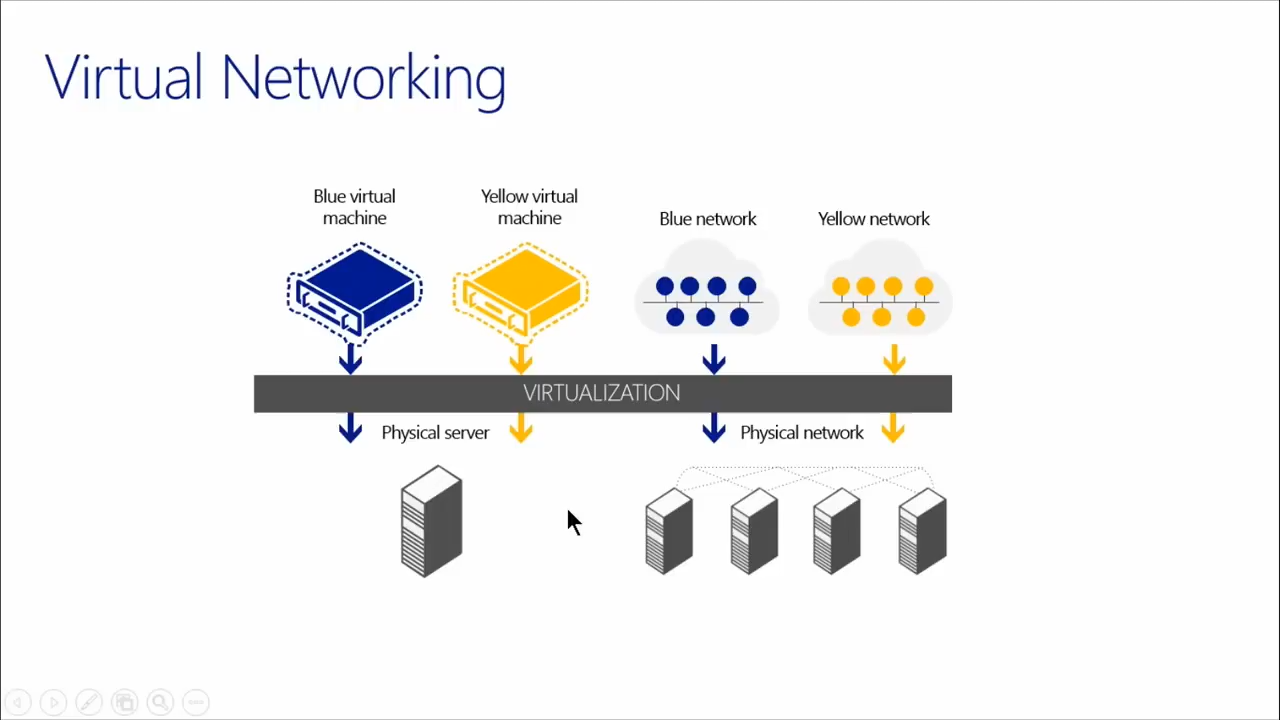 Virtual Networking
Blue virtual
machine
Yellow virtual
machine
Blue network
Yellow network
VIRTUALIZATION
Physical server
Physical network